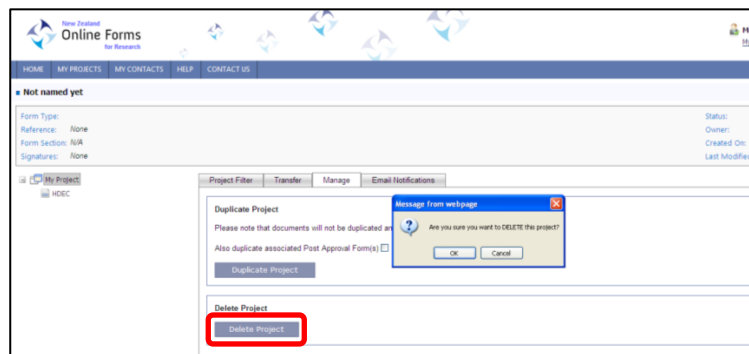 New Zealand
Online Forms
for Research
HOME MY PROJECTS MY CONTACTS HELP CONTACT US
Not named yet
Form Type:
Reference: None
Form Section: N/A
Signatures: None
Status:
Owner:
Created On:
Last Modifie
My Project
HDEC
Project Filter Transfer Manage Email Notifications
Duplicate Project
Please note that documents will not be duplicated an
Also duplicate associated Post Approval Form(s)
Duplicate Project
Message from webpage
Are you sure you want to DELETE this project?
OK Cancel
Delete Project
Delete Project